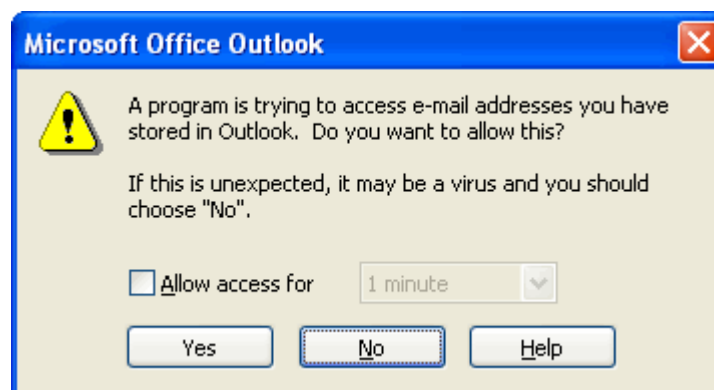 Microsoft Office Outlook
A program is trying to access e-mail addresses you have
stored in Outlook. Do you want to allow this?
If this is unexpected, it may be a virus and you should
choose "No".
Allow access for 1 minute
Yes No Help